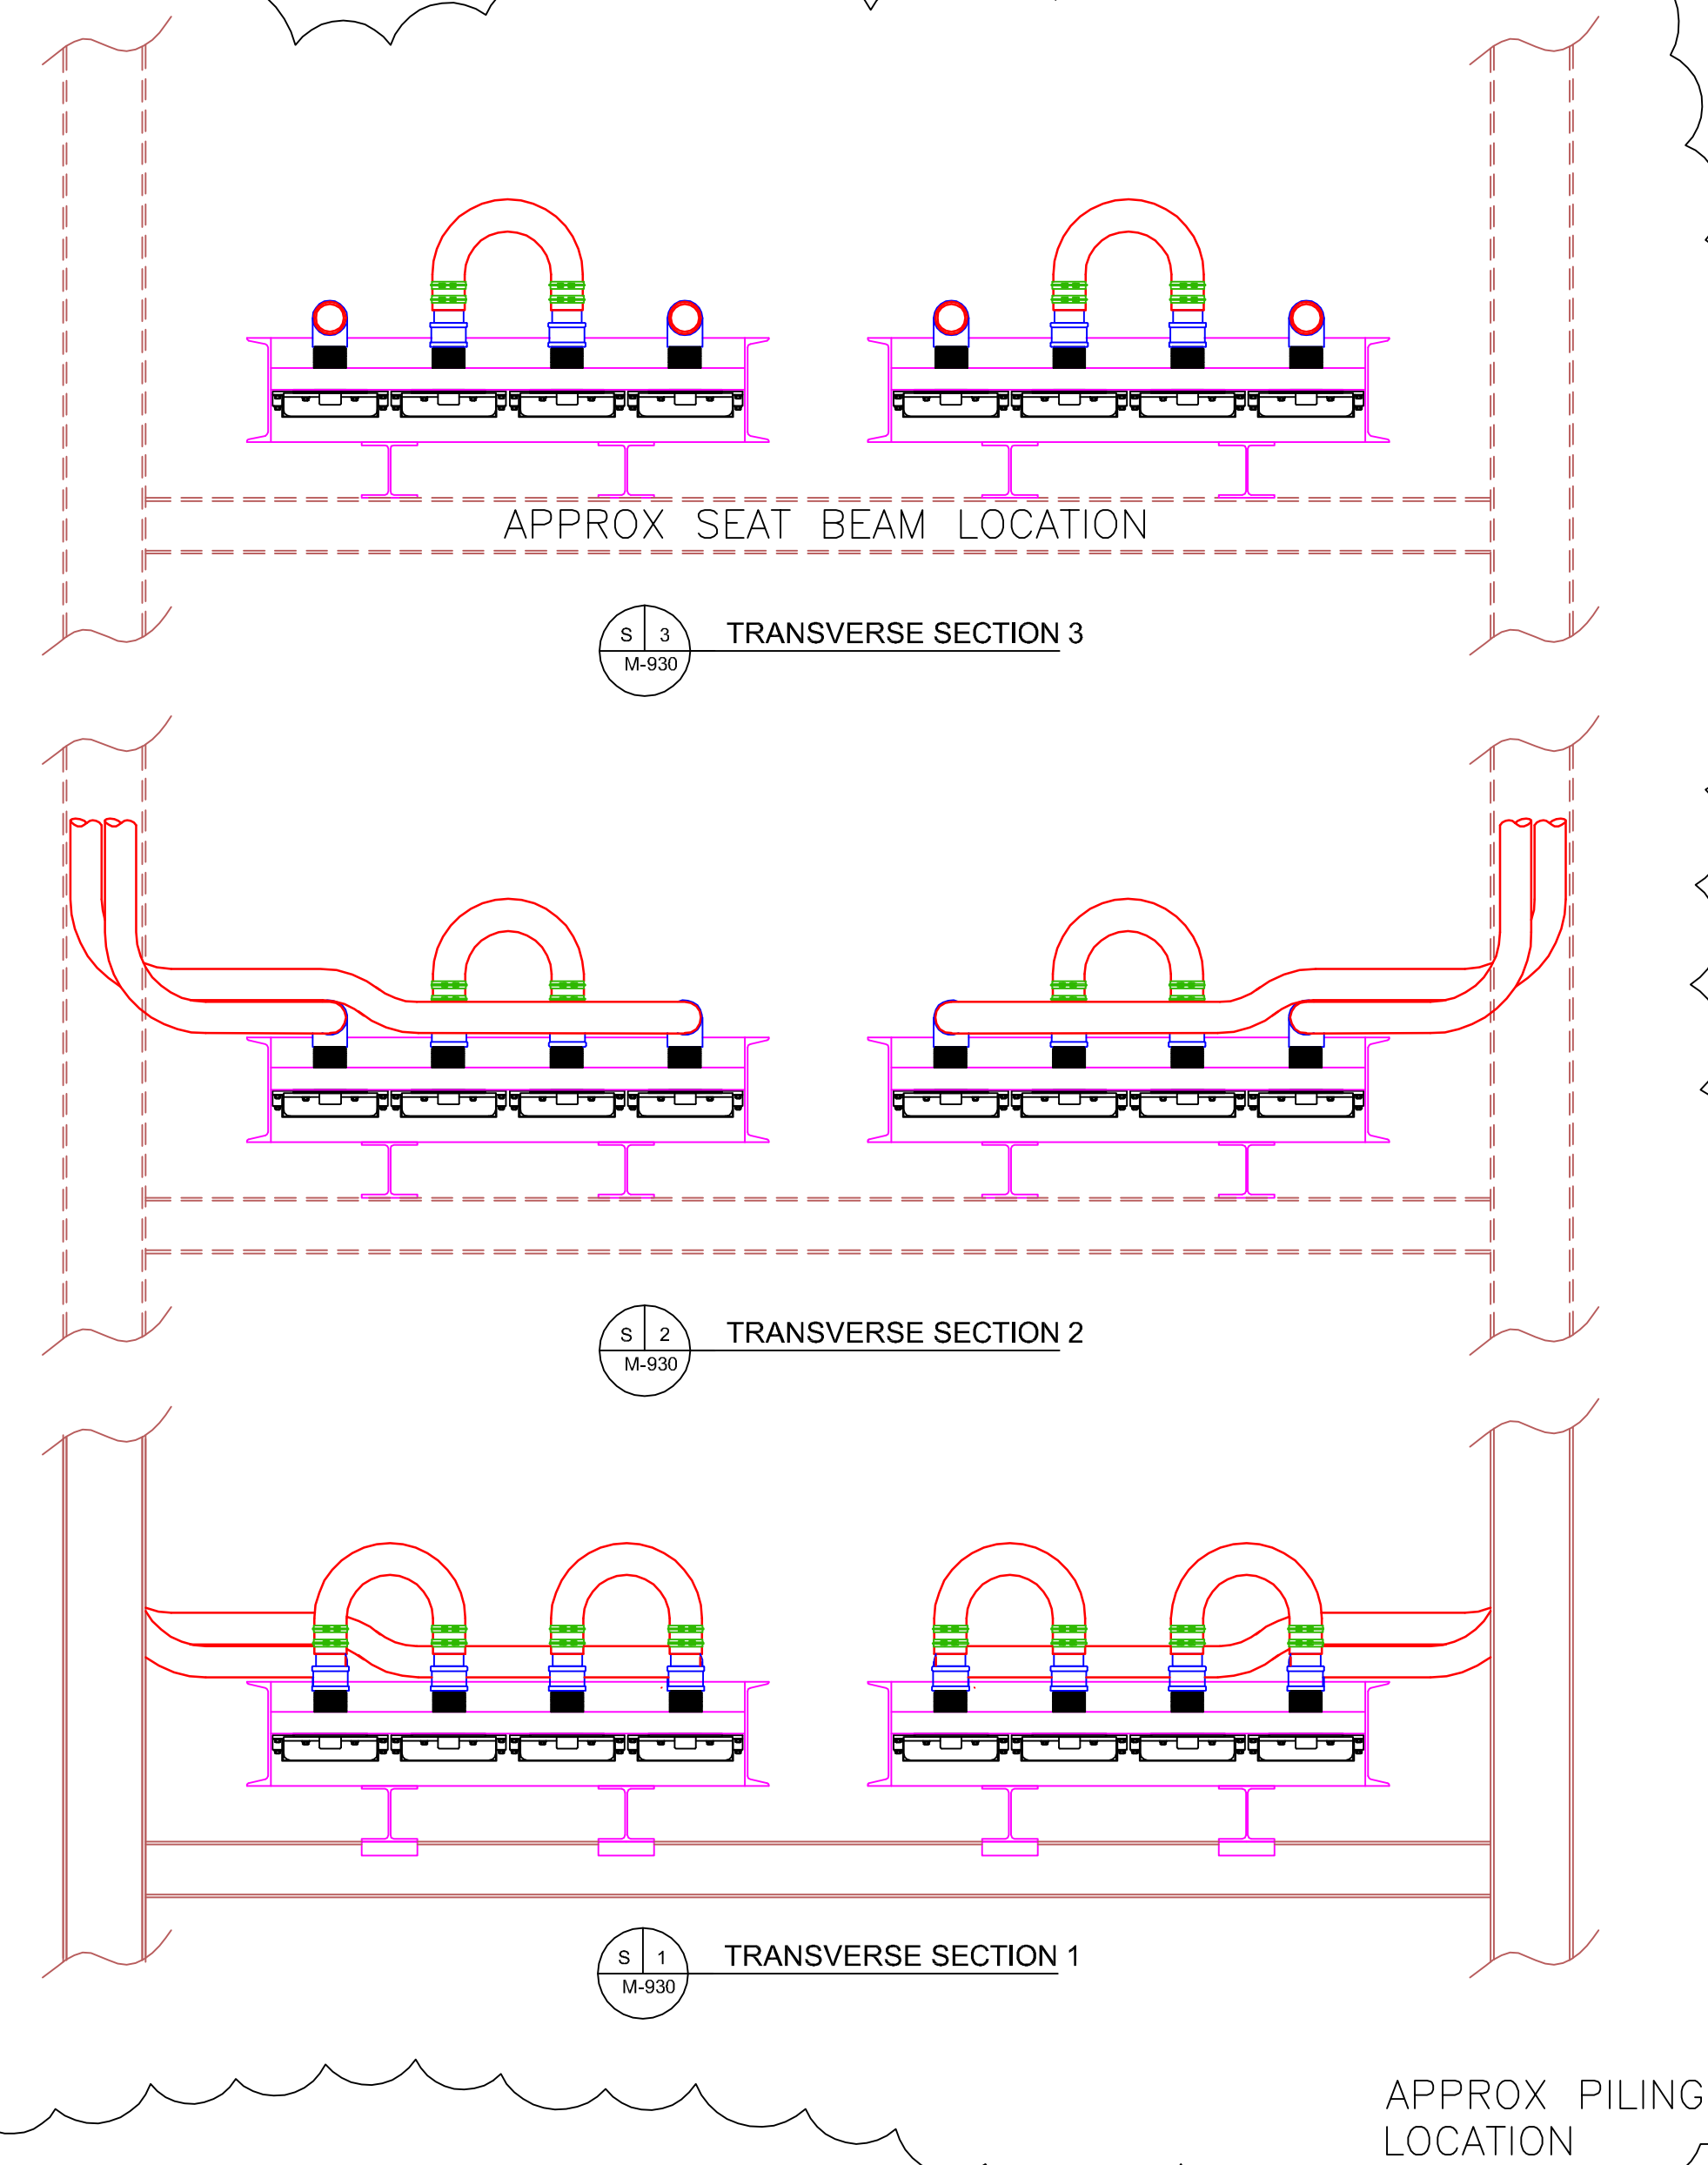 APPROX SEAT BEAM LOCATION
S 3
M-930
TRANSVERSE SECTION 3
S 2
M-930
TRANSVERSE SECTION 2
S 1
M-930
TRANSVERSE SECTION 1
APPROX PILING
LOCATION